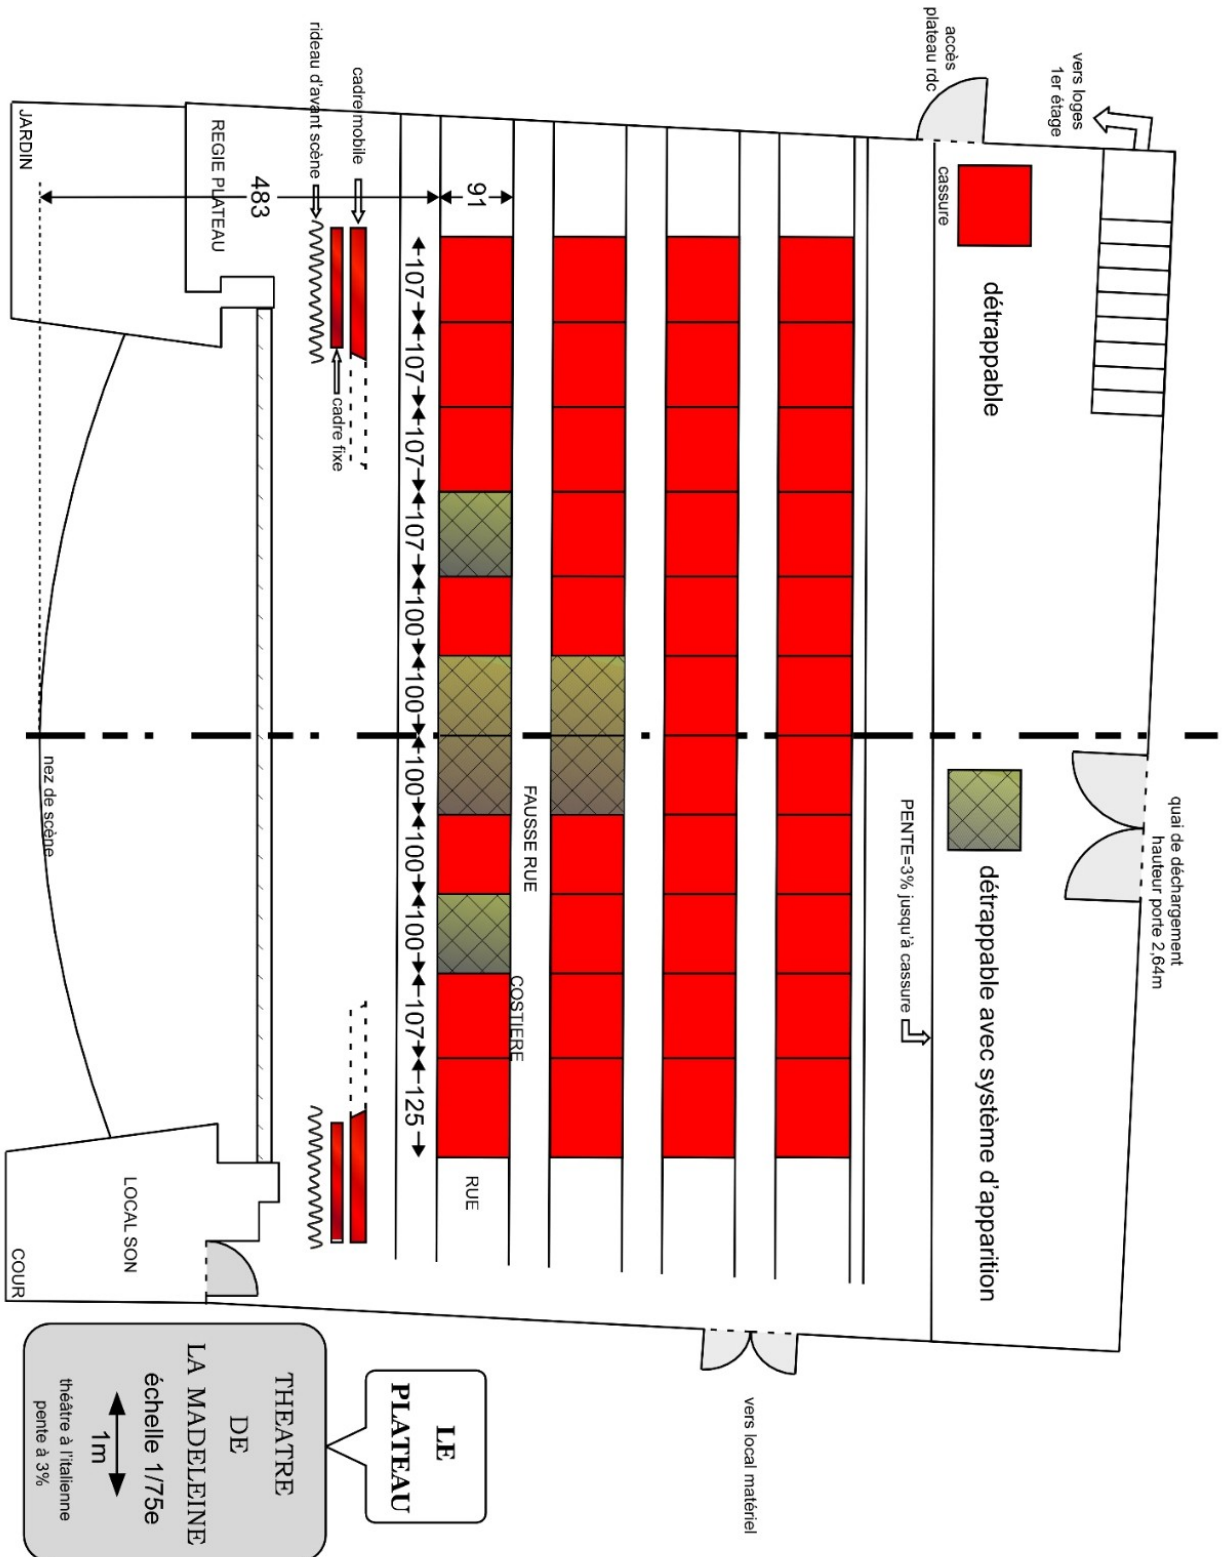 vers loges
1er étage
accès
plateau rdc
rideau d'avant scène
cadre mobile
JARDIN
REGIE PLATEAU
483
91
cassure
détrappable
cadre fixe
107
107
107
107
100
100
100
100
100
107
125
nez de scène
FAUSSE RUE
COSTIERE
RUE
PENTE=3% jusqu'à cassure
quai de déchargement
hauteur porte 2,64m
détrappable avec système d'apparition
LOCAL SON
COUR
vers local matériel
LE
PLATEAU
THEATRE
DE
LA MADELEINE
échelle 1/75e
1m
théâtre à l'italienne
pente à 3%